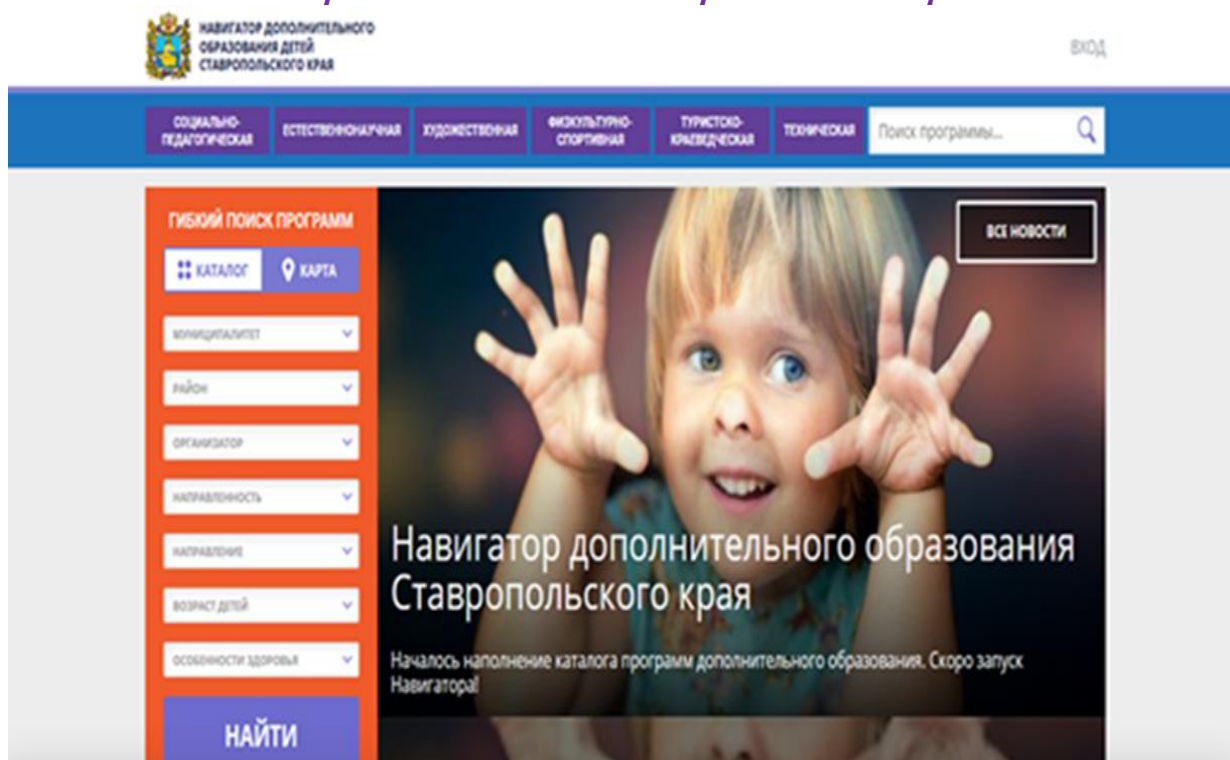 НАВИГАТОР ДОПОЛНИТЕЛЬНОГО
ОБРАЗОВАНИЯ ДЕТЕЙ
СТАВРОПОЛЬСКОГО КРАЯ
ВХОД
СОЦИАЛЬНО-
ПЕДАГОГИЧЕСКАЯ
ЕСТЕСТВЕННОНАУЧНАЯ
ХУДОЖЕСТВЕННАЯ
ФИЗКУЛЬТУРНО-
СПОРТИВНАЯ
ТУРИСТСКО-
КРАЕВЕДЧЕСКАЯ
ТЕХНИЧЕСКАЯ
Поиск программы...
ГИБКИЙ ПОИСК ПРОГРАММ
КАТАЛОГ
КАРТА
МУНИЦИПАЛИТЕТ
РАЙОН
ОРГАНИЗАТОР
НАПРАВЛЕННОСТЬ
НАПРАВЛЕНИЕ
ВОЗРАСТ ДЕТЕЙ
ОСОБЕННОСТИ ЗДОРОВЬЯ
НАЙТИ
ВСЕ НОВОСТИ
Навигатор дополнительного образования
Ставропольского края
Началось наполнение каталога программ дополнительного образования. Скоро запуск
Навигатора!